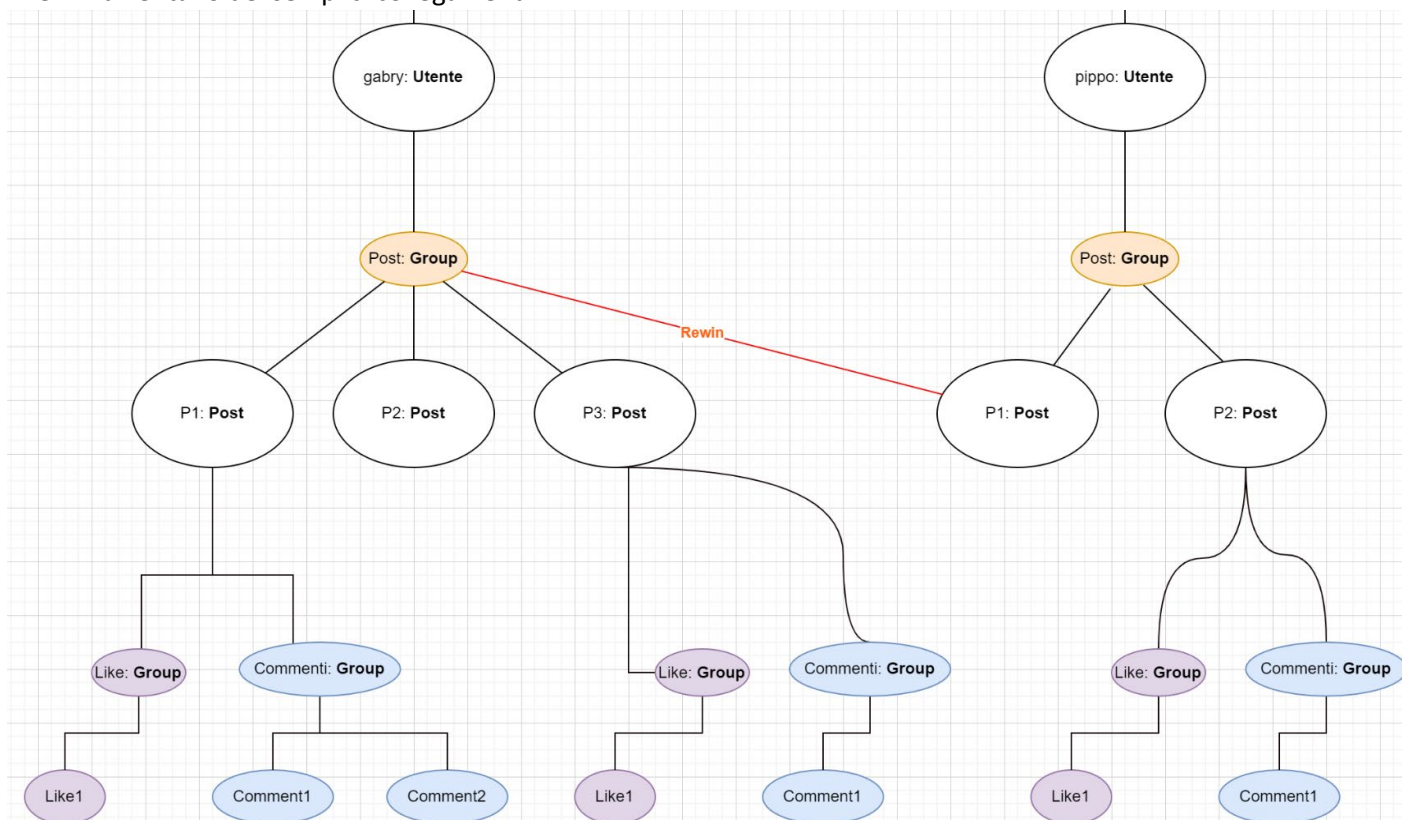 gabry: Utente
pippo: Utente
Post: Group
Post: Group
Rewin
P1: Post
P2: Post
P3: Post
P1: Post
P2: Post
Like: Group
Commenti: Group
Like: Group
Commenti: Group
Like: Group
Commenti: Group
Like1
Comment1
Comment2
Like1
Comment1
Like1
Comment1